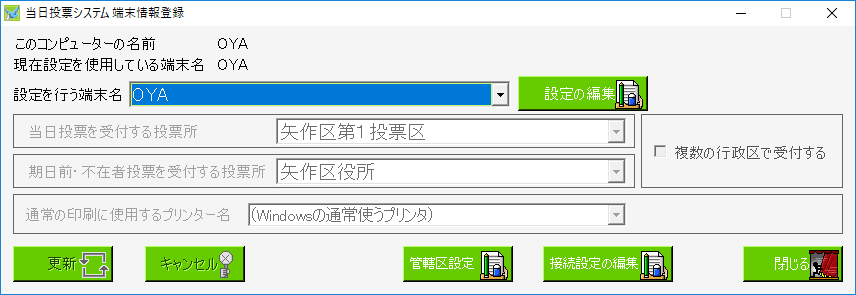 当日投票システム 端末情報登録
このコンピューターの名前 OYA
現在設定を使用している端末名 OYA
設定を行う端末名 OYA 設定の編集
当日投票を受付する投票所 矢作区第1投票区
複数の行政区で受付する
期日前・不在者投票を受付する投票所 矢作区役所
通常の印刷に使用するプリンター名 (Windowsの通常使うプリンタ)
更新 キャンセル 管轄区設定 接続設定の編集 閉じる